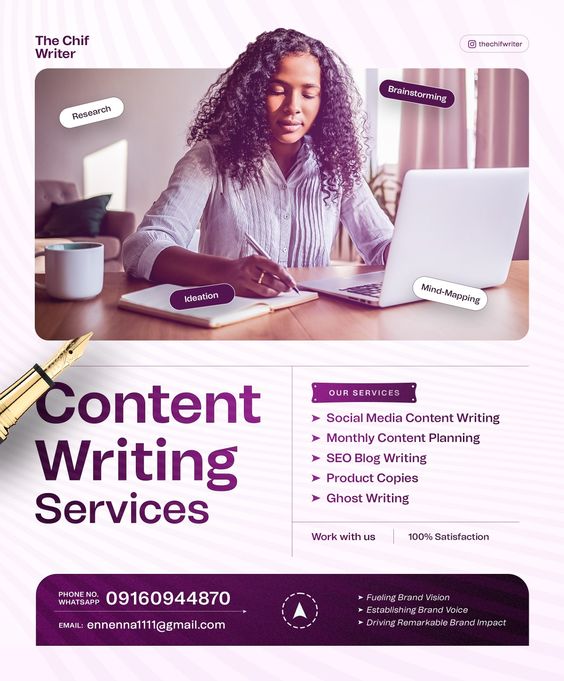 The Chif
Writer
thechifwriter
Research
Brainstorming
Ideation
Mind-Mapping
Content
Writing
Services
OUR SERVICES
Social Media Content Writing
Monthly Content Planning
SEO Blog Writing
Product Copies
Ghost Writing
Work with us
100% Satisfaction
PHONE NO.
WHATSAPP
09160944870
EMAIL: ennenna1111@gmail.com
Fueling Brand Vision
Establishing Brand Voice
Driving Remarkable Brand Impact